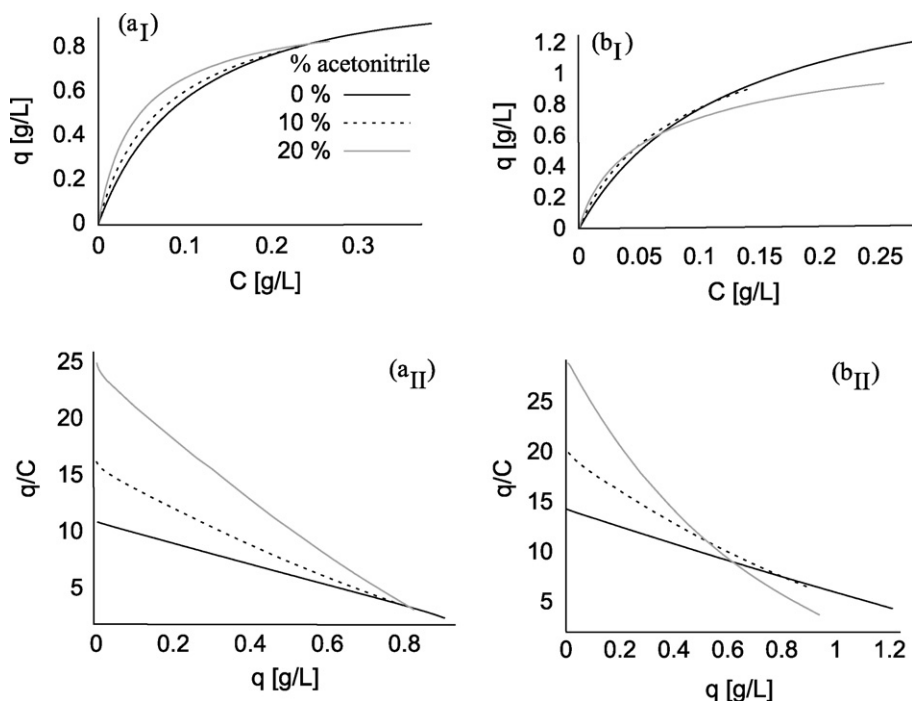 (aI)
% acetonitrile
0 %
10 %
20 %
0.8
0.6
0.4
0.2
0
q [g/L]
0 0.1 0.2 0.3
C [g/L]
(bI)
1.2
1
0.8
0.6
0.4
0.2
0
q [g/L]
0 0.05 0.1 0.15 0.2 0.25
C [g/L]
(aII)
25
20
15
10
5
q/C
0 0.2 0.4 0.6 0.8
q [g/L]
(bII)
25
20
15
10
5
q/C
0 0.2 0.4 0.6 0.8 1 1.2
q [g/L]